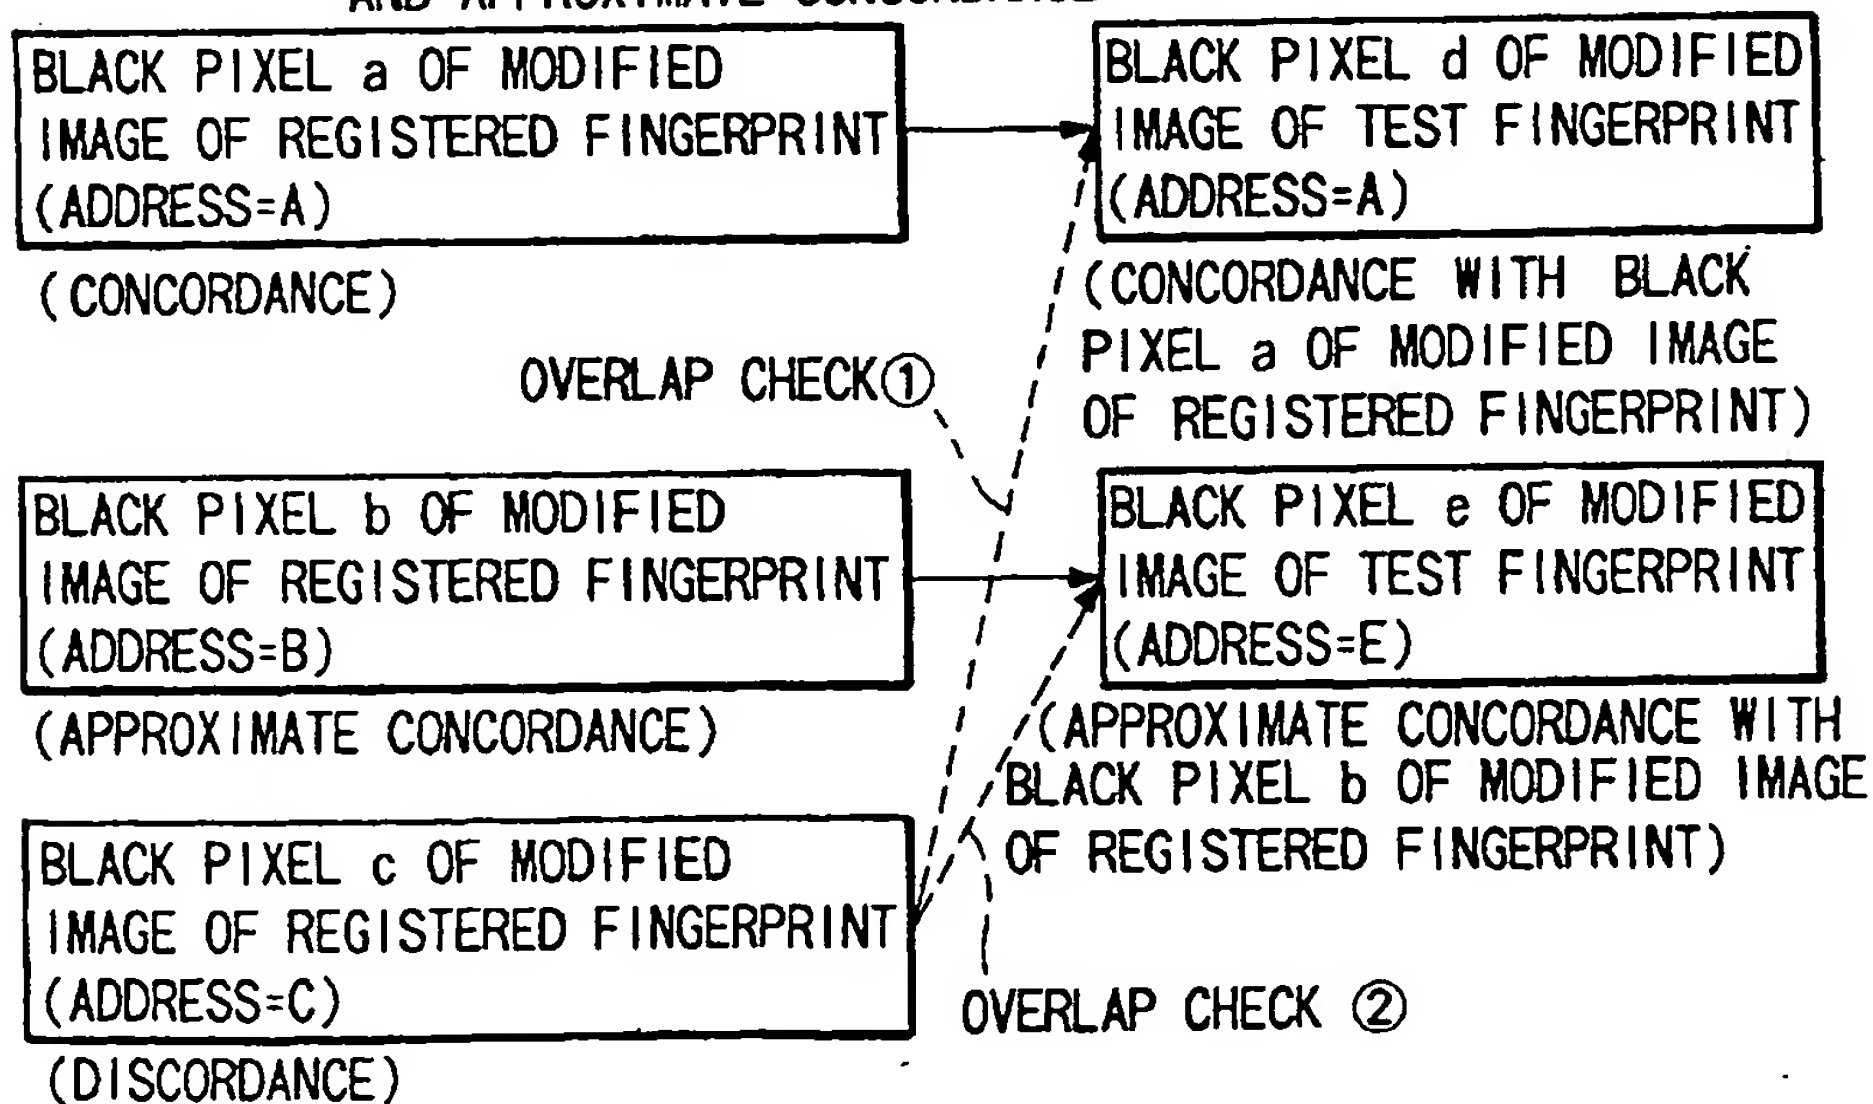 AND APPROXIMATE CONCORDANCE
BLACK PIXEL a OF MODIFIED
IMAGE OF REGISTERED FINGERPRINT
(ADDRESS=A)
(CONCORDANCE)
BLACK PIXEL d OF MODIFIED
IMAGE OF TEST FINGERPRINT
(ADDRESS=A)
(CONCORDANCE WITH BLACK
PIXEL a OF MODIFIED IMAGE
OF REGISTERED FINGERPRINT)
OVERLAP CHECK①
BLACK PIXEL b OF MODIFIED
IMAGE OF REGISTERED FINGERPRINT
(ADDRESS=B)
(APPROXIMATE CONCORDANCE)
BLACK PIXEL e OF MODIFIED
IMAGE OF TEST FINGERPRINT
(ADDRESS=E)
(APPROXIMATE CONCORDANCE WITH
BLACK PIXEL b OF MODIFIED IMAGE
OF REGISTERED FINGERPRINT)
BLACK PIXEL c OF MODIFIED
IMAGE OF REGISTERED FINGERPRINT
(ADDRESS=C)
(DISCORDANCE)
OVERLAP CHECK ②